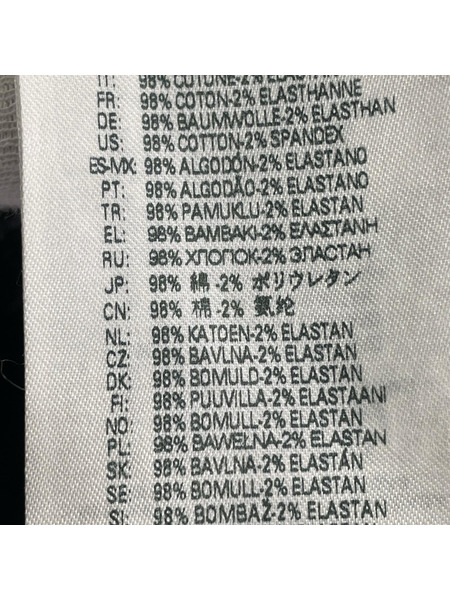 IT: 98% COTONE-2% ELASTAN
FR: 98% COTON-2% ELASTHANNE
DE: 98% BAUMWOLLE-2% ELASTHAN
US: 98% COTTON-2% SPANDEX
ES-MX: 98% ALGODÓN-2% ELASTANO
PT: 98% ALGODÃO-2% ELASTANO
TR: 98% PAMUKLU-2% ELASTAN
EL: 98% ΒΑΜΒΑΚΙ-2% ΕΛΑΣΤΑΝΗ
RU: 98% ХЛОПОК-2% ЭЛАСТАН
JP: 98% 綿 -2% ポリウレタン
CN: 98% 棉 -2% 氨纶
NL: 98% KATOEN-2% ELASTAN
CZ: 98% BAVLNA-2% ELASTAN
DK: 98% BOMULD-2% ELASTAN
FI: 98% PUUVILLA-2% ELASTAANI
NO: 98% BOMULL-2% ELASTAN
PL: 98% BAWEŁNA-2% ELASTAN
SK: 98% BAVLNA-2% ELASTÁN
SE: 98% BOMULL-2% ELASTAN
SI: 98% BOMBAŽ-2% ELASTAN